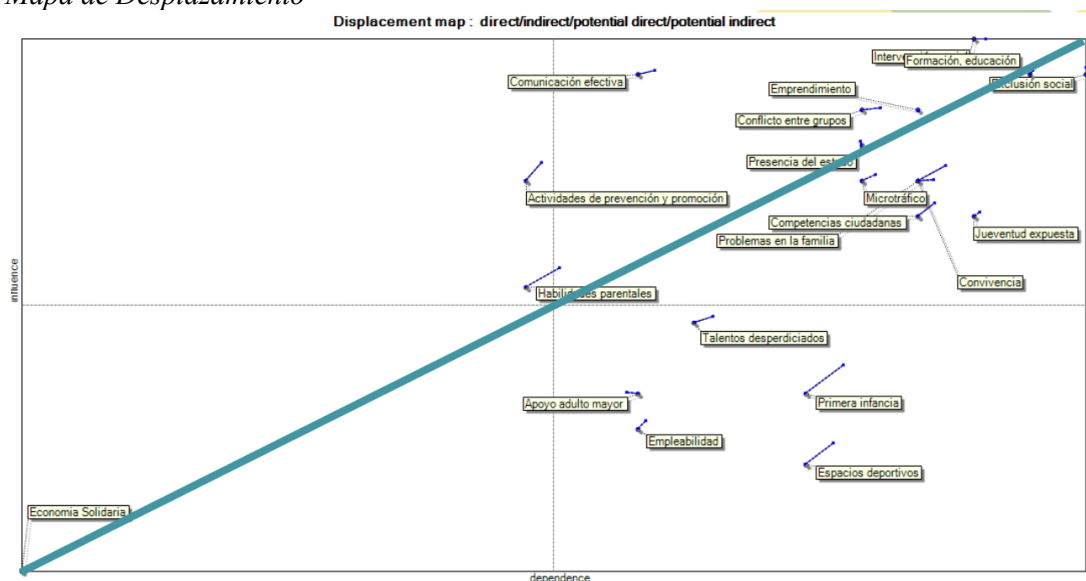 Mapa de Desplazamiento
Displacement map : direct/indirect/potential direct/potential indirect
Formación, educación
Comunicación efectiva
Exclusión social
Emprendimiento
Conflicto entre grupos
Presencia del estado
Actividades de prevención y promoción
Microtráfico
Competencias ciudadanas
Jueventud expuesta
Problemas en la familia
Convivencia
influence
Habilidades parentales
Talentos desperdiciados
Apoyo adulto mayor
Primera infancia
Empleabilidad
Espacios deportivos
Economia Solidaria
dependence